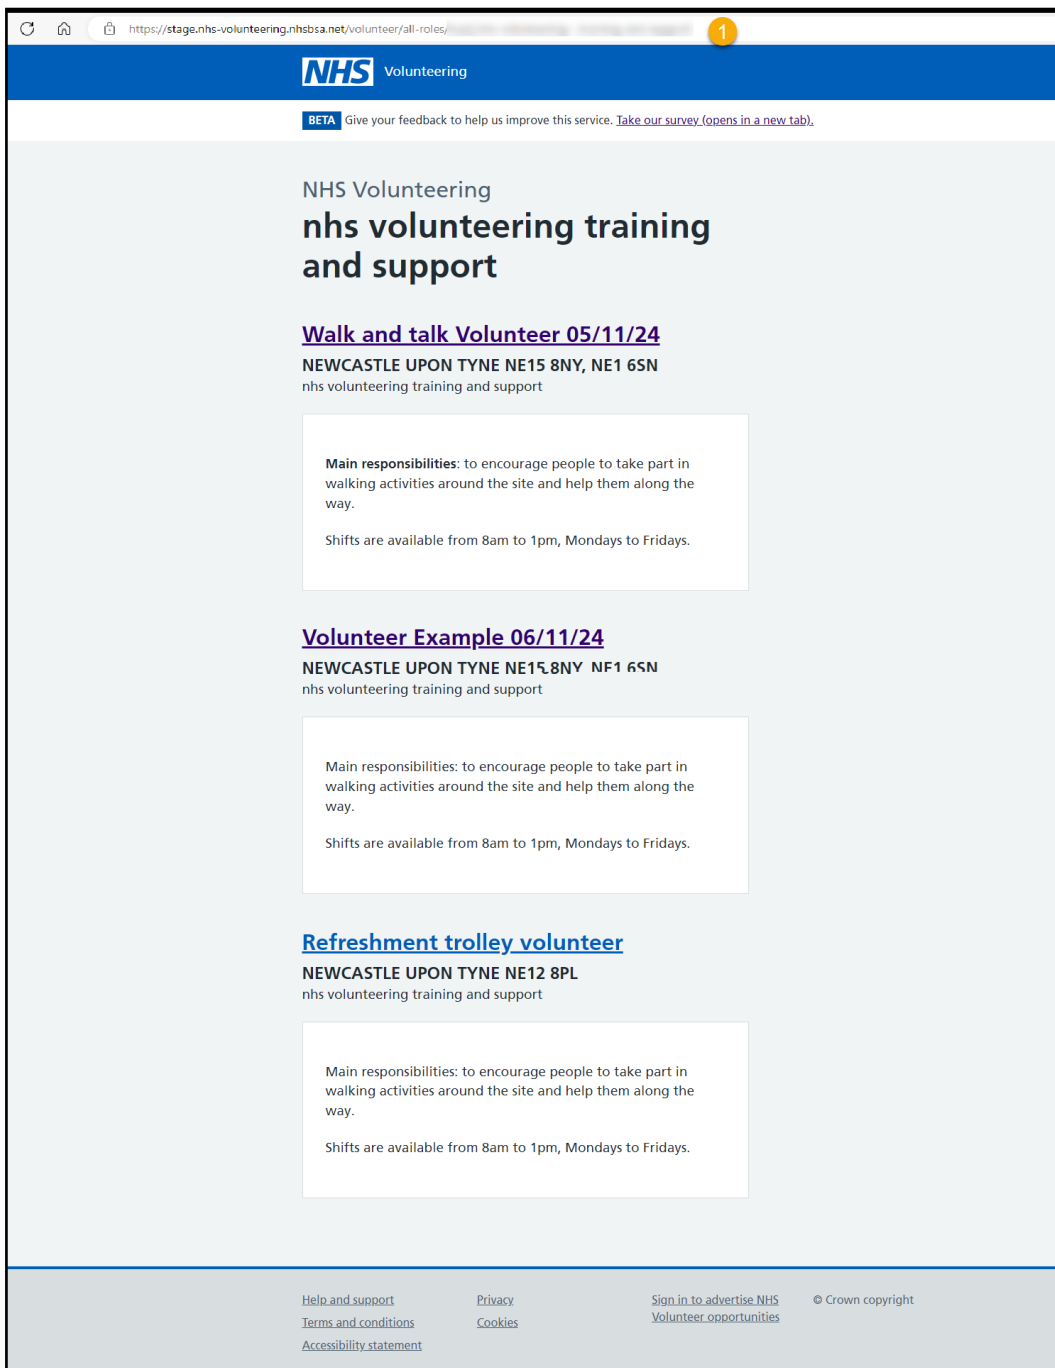 https://stage.nhs-volunteering.nhsbsa.net/volunteer/all-roles/
1
NHS Volunteering
BETA Give your feedback to help us improve this service. Take our survey (opens in a new tab).
NHS Volunteering
nhs volunteering training
and support
Walk and talk Volunteer 05/11/24
NEWCASTLE UPON TYNE NE15 8NY, NE1 6SN
nhs volunteering training and support
Main responsibilities: to encourage people to take part in
walking activities around the site and help them along the
way.
Shifts are available from 8am to 1pm, Mondays to Fridays.
Volunteer Example 06/11/24
NEWCASTLE UPON TYNE NE15 8NY, NE1 6SN
nhs volunteering training and support
Main responsibilities: to encourage people to take part in
walking activities around the site and help them along the
way.
Shifts are available from 8am to 1pm, Mondays to Fridays.
Refreshment trolley volunteer
NEWCASTLE UPON TYNE NE12 8PL
nhs volunteering training and support
Main responsibilities: to encourage people to take part in
walking activities around the site and help them along the
way.
Shifts are available from 8am to 1pm, Mondays to Fridays.
Help and support
Terms and conditions
Accessibility statement
Privacy
Cookies
Sign in to advertise NHS
Volunteer opportunities
© Crown copyright